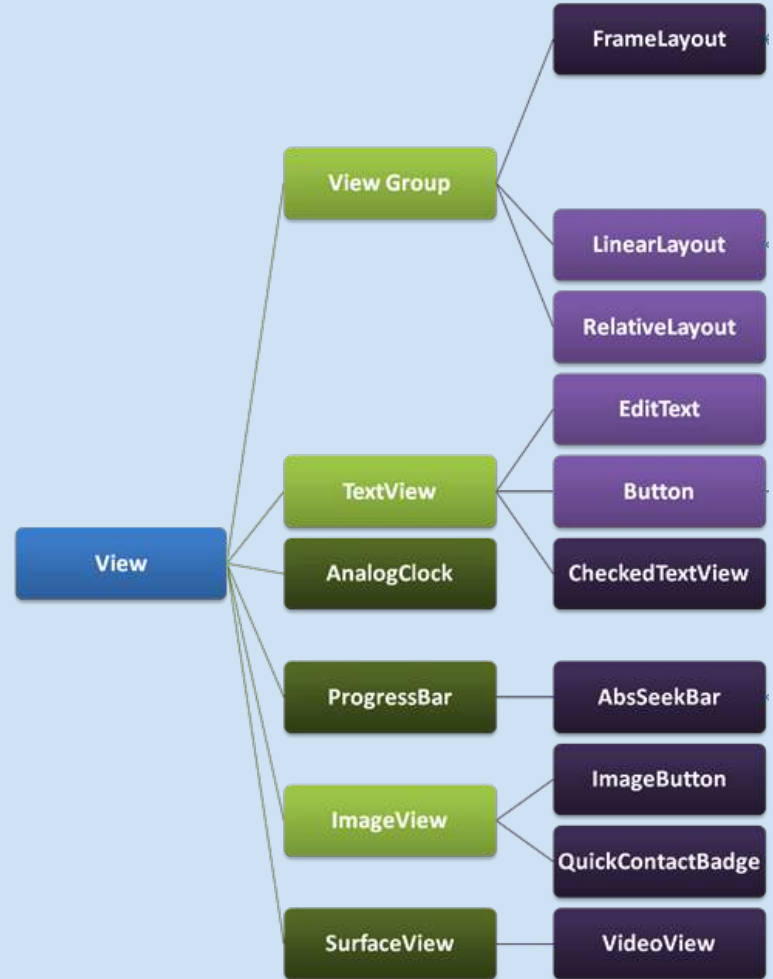 FrameLayout
View Group
LinearLayout
RelativeLayout
EditText
TextView
Button
View
AnalogClock
CheckedTextView
ProgressBar
AbsSeekBar
ImageButton
ImageView
QuickContactBadge
SurfaceView
VideoView